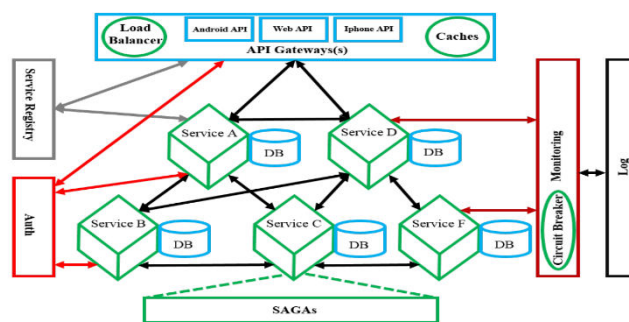 Load
Balancer
Android API
Web API
Iphone API
Caches
API Gateways(s)
Service Registry
Service A
DB
Service D
DB
Monitoring
Circuit Breaker
Log
Auth
Service B
DB
Service C
DB
Service F
DB
SAGAs